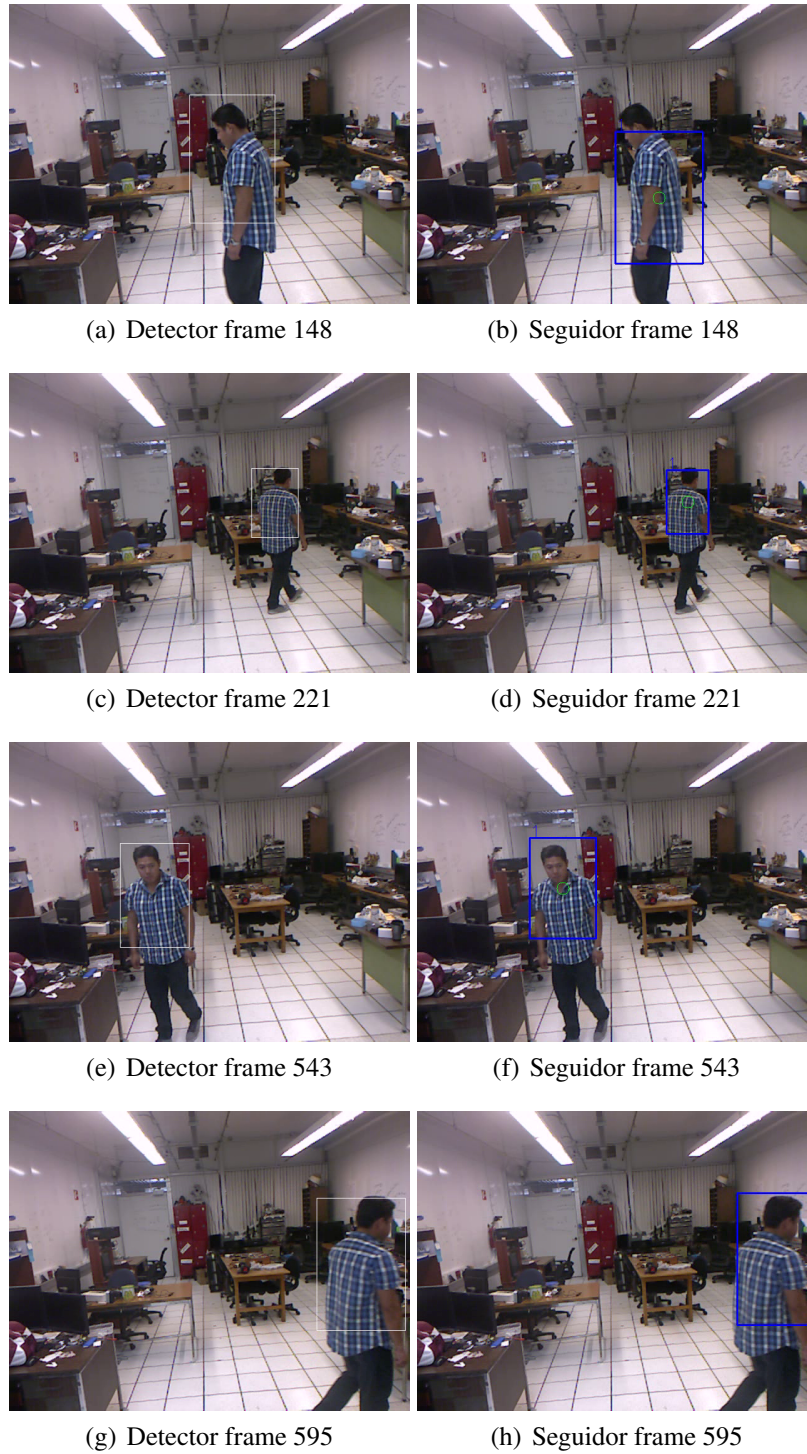 (a) Detector frame 148
(b) Seguidor frame 148
(c) Detector frame 221
(d) Seguidor frame 221
(e) Detector frame 543
(f) Seguidor frame 543
(g) Detector frame 595
(h) Seguidor frame 595